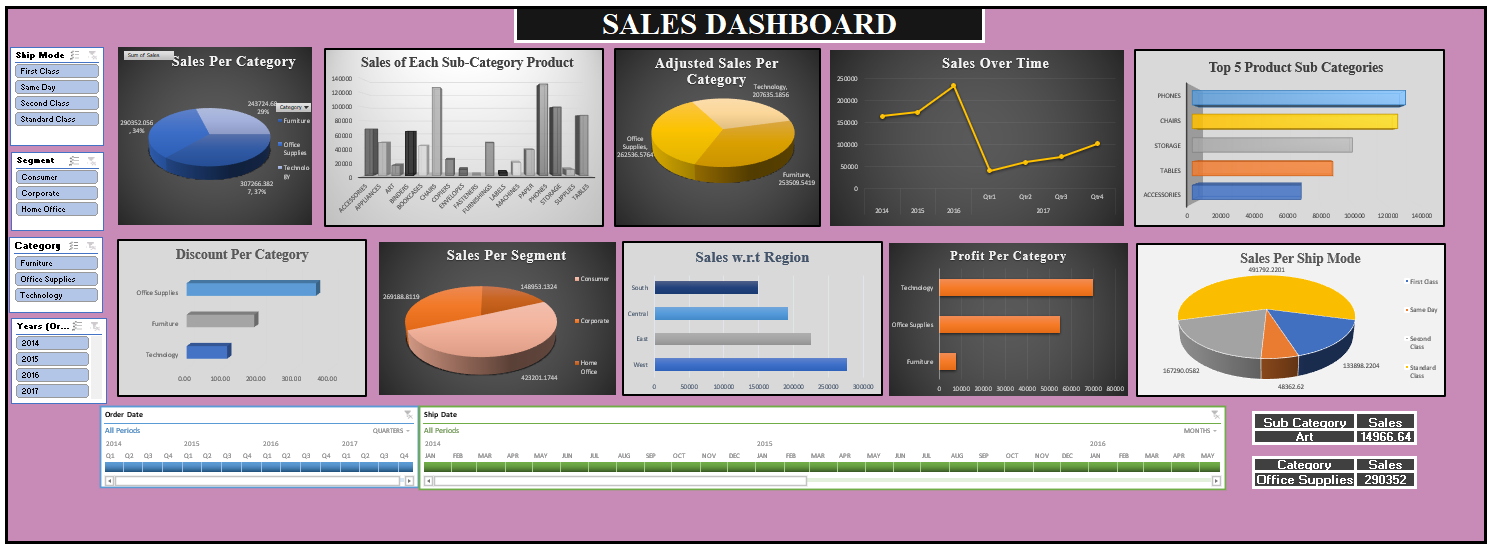 SALES DASHBOARD
Ship Mode
First Class
Same Day
Second Class
Standard Class
Segment
Consumer
Corporate
Home Office
Category
Furniture
Office Supplies
Technology
Years (Or...
2014
2015
2016
2017
Sum of Sales
Sales Per Category
243724.68
29%
290352.056
, 34%
307266.382
7, 37%
Category
Furniture
Office
Supplies
Technolo
gy
Sales of Each Sub-Category Product
140000
120000
100000
80000
60000
40000
20000
0
ACCESSORIES
APPLIANCES
ART
BINDERS
BOOKCASES
CHAIRS
COPIERS
ENVELOPES
FASTENERS
FURNISHINGS
LABELS
MACHINES
PAPER
PHONES
STORAGE
SUPPLIES
TABLES
Adjusted Sales Per
Category
Technology,
207635.1856
Office
Supplies,
262536.5764
Furniture,
253509.5419
Sales Over Time
250000
200000
150000
100000
50000
0
Qtr1 Qtr2 Qtr3 Qtr4
2014 2015 2016 2017
Top 5 Product Sub Categories
PHONES
CHAIRS
STORAGE
TABLES
ACCESSORIES
0 20000 40000 60000 80000 100000 120000 140000
Discount Per Category
Office Supplies
Furniture
Technology
0.00 100.00 200.00 300.00 400.00
Sales Per Segment
148953.1324
269188.8119
423201.1744
Consumer
Corporate
Home
Office
Sales w.r.t Region
South
Central
East
West
0 50000 100000 150000 200000 250000 300000
Profit Per Category
Technology
Office Supplies
Furniture
0 10000 20000 30000 40000 50000 60000 70000 80000
Sales Per Ship Mode
491792.2201
167290.0582
48362.62
133898.2204
First Class
Same Day
Second
Class
Standard
Class
Order Date
All Periods QUARTERS
2014 2015 2016 2017
Q1 Q2 Q3 Q4 Q1 Q2 Q3 Q4 Q1 Q2 Q3 Q4 Q1 Q2 Q3 Q4
Ship Date
All Periods MONTHS
2014 2015 2016
JAN FEB MAR APR MAY JUN JUL AUG SEP OCT NOV DEC JAN FEB MAR APR MAY JUN JUL AUG SEP OCT NOV DEC JAN FEB MAR APR MAY
Sub Category Sales
Art 14966.64
Category Sales
Office Supplies 290352